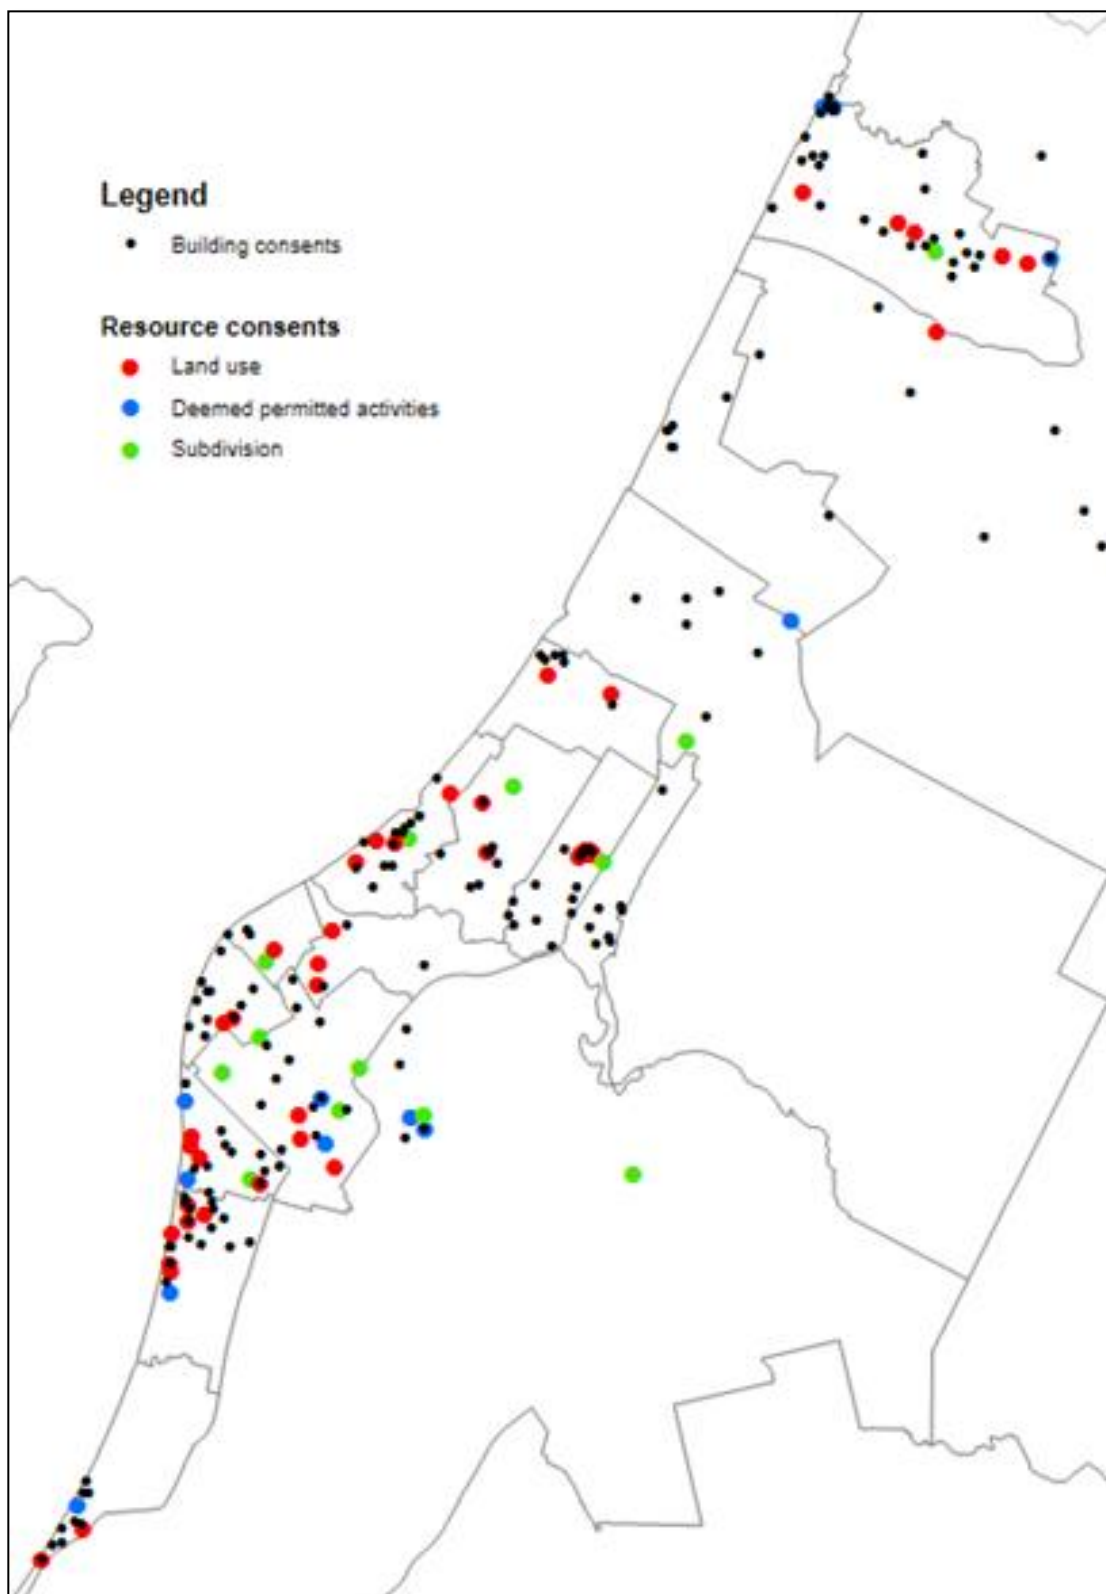 Legend
Building consents
Resource consents
Land use
Deemed permitted activities
Subdivision